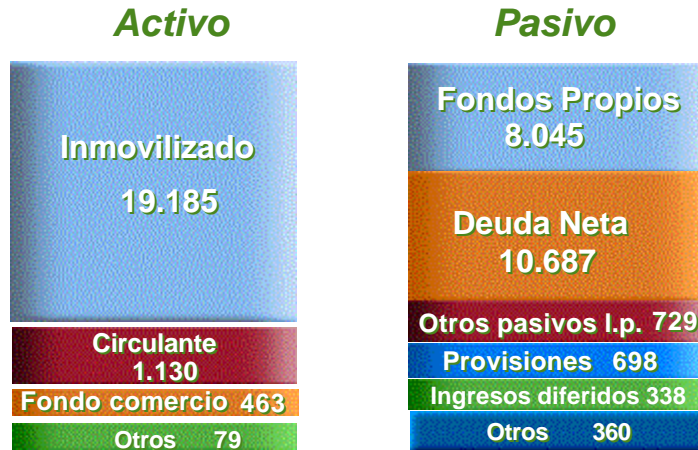 Activo
Inmovilizado
19.185
Circulante
1.130
Fondo comercio 463
Otros 79
Pasivo
Fondos Propios
8.045
Deuda Neta
10.687
Otros pasivos l.p. 729
Provisiones 698
Ingresos diferidos 338
Otros 360